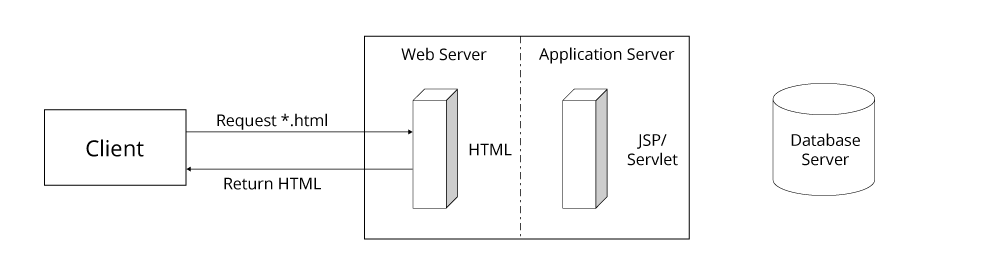 Web Server
Application Server
Request *.html
Client
HTML
JSP/
Servlet
Database
Server
Return HTML